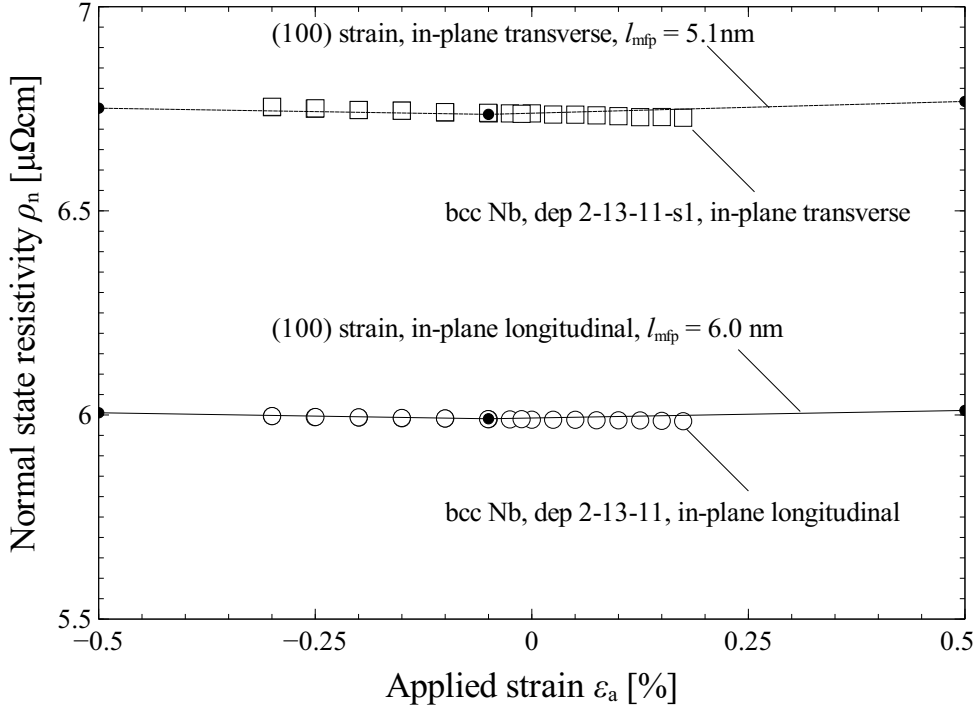 7
(100) strain, in-plane transverse, lmfp = 5.1nm
6.5
bcc Nb, dep 2-13-11-s1, in-plane transverse
(100) strain, in-plane longitudinal, lmfp = 6.0 nm
6
bcc Nb, dep 2-13-11, in-plane longitudinal
5.5
−0.5
−0.25
0
0.25
0.5
Normal state resistivity ρn [μΩcm]
Applied strain εa [%]